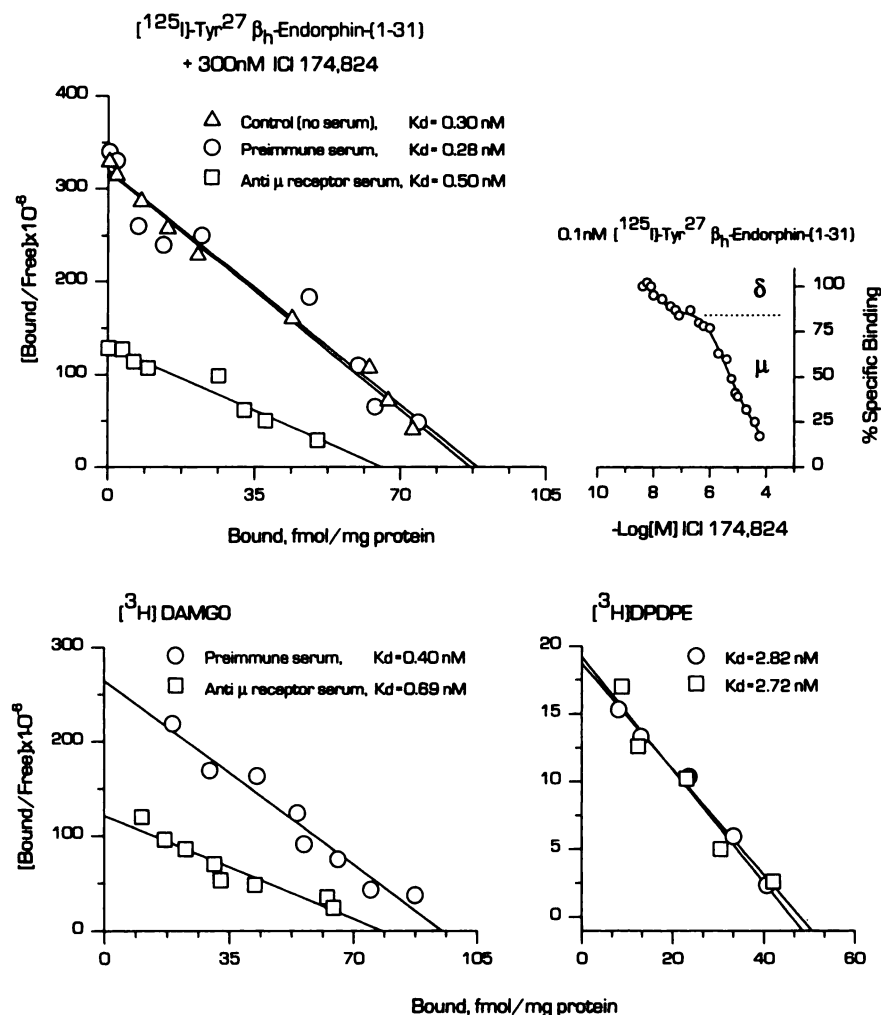 [125I]-Tyr27 βh-Endorphin-(1-31)
+ 300nM ICI 174,824
400
300
200
100
0
[Bound/Free]x10-6
Control (no serum), Kd= 0.30 nM
Preimmune serum, Kd= 0.28 nM
Anti μ receptor serum, Kd= 0.50 nM
0 35 70 105
Bound, fmol/mg protein
0.1nM [125I]-Tyr27 βh-Endorphin-(1-31)
δ
μ
100
75
50
25
0
% Specific Binding
10 8 6 4
-Log[M] ICI 174,824
[3H] DAMGO
300
200
100
0
[Bound/Free]x10-6
Preimmune serum, Kd=0.40 nM
Anti μ receptor serum, Kd=0.69 nM
0 35 70 105
[3H]DPDPE
20
15
10
5
0
Kd=2.82 nM
Kd=2.72 nM
0 20 40 60
Bound, fmol/mg protein